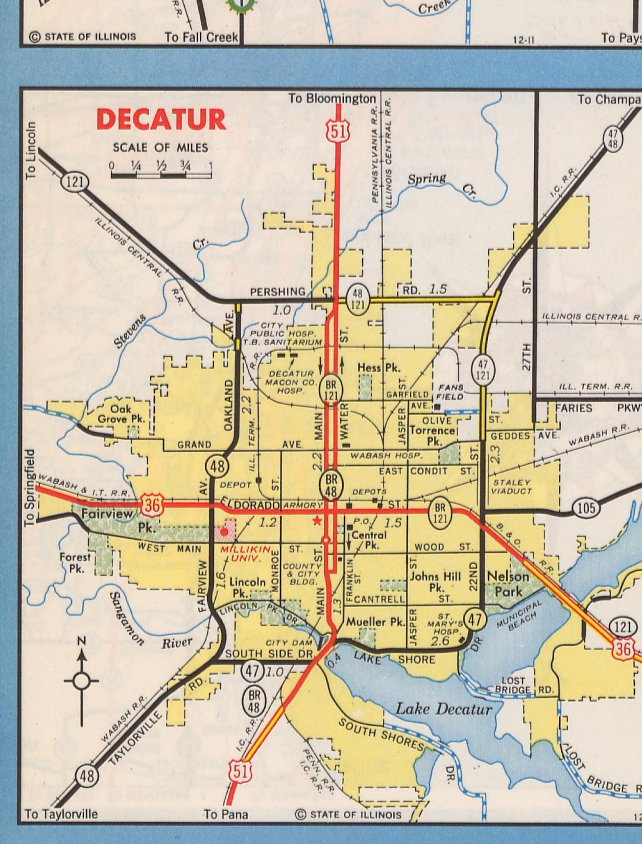 © STATE OF ILLINOIS
To Fall Creek
Creek
12-11
To Lincoln
DECATUR
SCALE OF MILES
0 ¼ ½ ¾ 1
To Bloomington
51
PENNSYLVANIA R.R.
ILLINOIS CENTRAL R.R.
47
48
I.C. R.R.
121
ILLINOIS CENTRAL
R.R.
Spring
Cr.
Cr.
Stevens
PERSHING
RD.
1.5
48
121
1.0
ST.
27TH
ILLINOIS CENTRAL
AVE.
CITY
PUBLIC HOSP.
T.B. SANITARIUM
R.R.
ST.
DECATUR
MACON CO.
HOSP.
Hess Pk.
47
121
GARFIELD
AVE.
FANS
FIELD
ILL. TERM. R.R.
OAKLAND
2.2
BR
121
MAIN
WATER
JASPER
ST.
FARIES PKWY
Oak
Grove Pk.
OLIVE
ST.
Torrence
Pk.
GEDDES AVE.
GRAND
AVE.
WABASH HOSP.
WABASH R.R.
ILL. TERM.
2.2
48
EAST CONDIT ST.
ST.
2.3
STALEY
VIADUCT
To Springfield
WABASH & I.T. R.R.
36
AV.
DEPOT
ST.
BR
48
DEPOTS
ELDORADO
ARMORY
ST.
BR
121
105
Fairview
Pk.
1.2
P.O.
1.5
Central
Pk.
B. & O. R.R.
WEST MAIN
MILLIKIN
UNIV.
ST.
WOOD ST.
Forest
Pk.
MONROE
COUNTY
& CITY
BLDG.
ST.
FRANKLIN
ST.
Johns Hill
Pk.
22ND
Nelson
Park
FAIRVIEW
1.6
Lincoln
Pk.
LINCOLN PK. DR.
MAIN
1.3
CANTRELL
ST.
MUNICIPAL
BEACH
Sangamon
River
Mueller Pk.
JASPER
ST.
MARY'S
HOSP.
47
121
36
CITY DAM
2.6
N
SOUTH SIDE DR.
0.4
LAKE
SHORE
DR
47
1.0
RD.
BR
48
LOST
BRIDGE RD.
WABASH R.R.
TAYLORVILLE
Lake Decatur
I.C. R.R.
SOUTH SHORES
DR.
LOST
BRIDGE
48
51
PENN. R.R.
I.C. R.R.
To Taylorville
To Pana
© STATE OF ILLINOIS